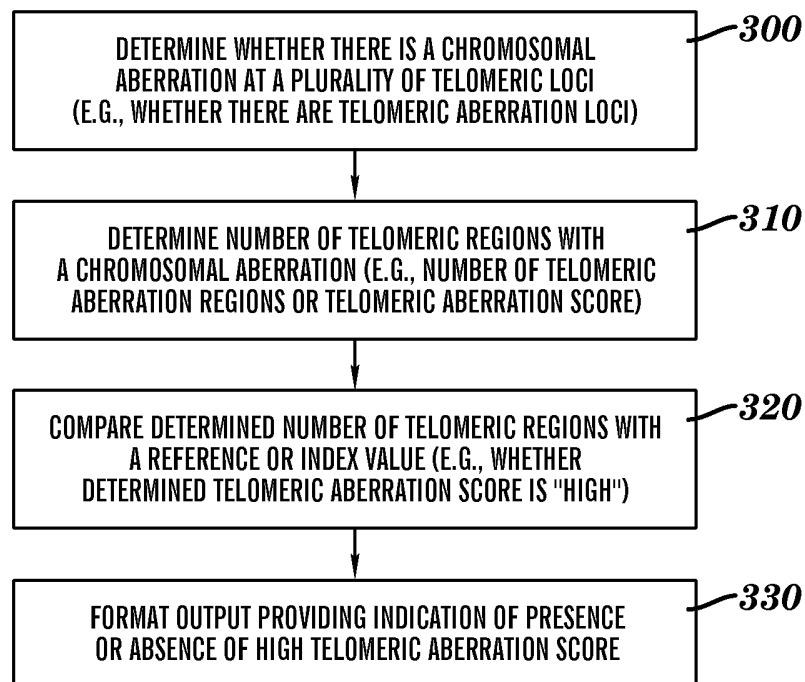 DETERMINE WHETHER THERE IS A CHROMOSOMAL
ABERRATION AT A PLURALITY OF TELOMERIC LOCI
(E.G., WHETHER THERE ARE TELOMERIC ABERRATION LOCI)
300
DETERMINE NUMBER OF TELOMERIC REGIONS WITH
A CHROMOSOMAL ABERRATION (E.G., NUMBER OF TELOMERIC
ABERRATION REGIONS OR TELOMERIC ABERRATION SCORE)
310
COMPARE DETERMINED NUMBER OF TELOMERIC REGIONS WITH
A REFERENCE OR INDEX VALUE (E.G., WHETHER
DETERMINED TELOMERIC ABERRATION SCORE IS "HIGH")
320
FORMAT OUTPUT PROVIDING INDICATION OF PRESENCE
OR ABSENCE OF HIGH TELOMERIC ABERRATION SCORE
330